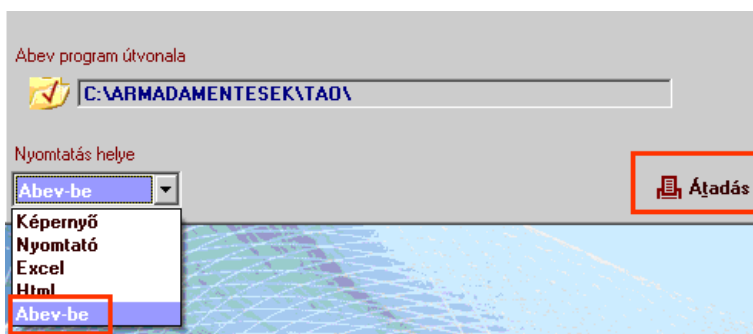 Abev program útvonala
C:\ARMADAMENTESEK\TAO\
Nyomtatás helye
Abev-be
Átadás
Képernyő
Nyomtató
Excel
Html
Abev-be